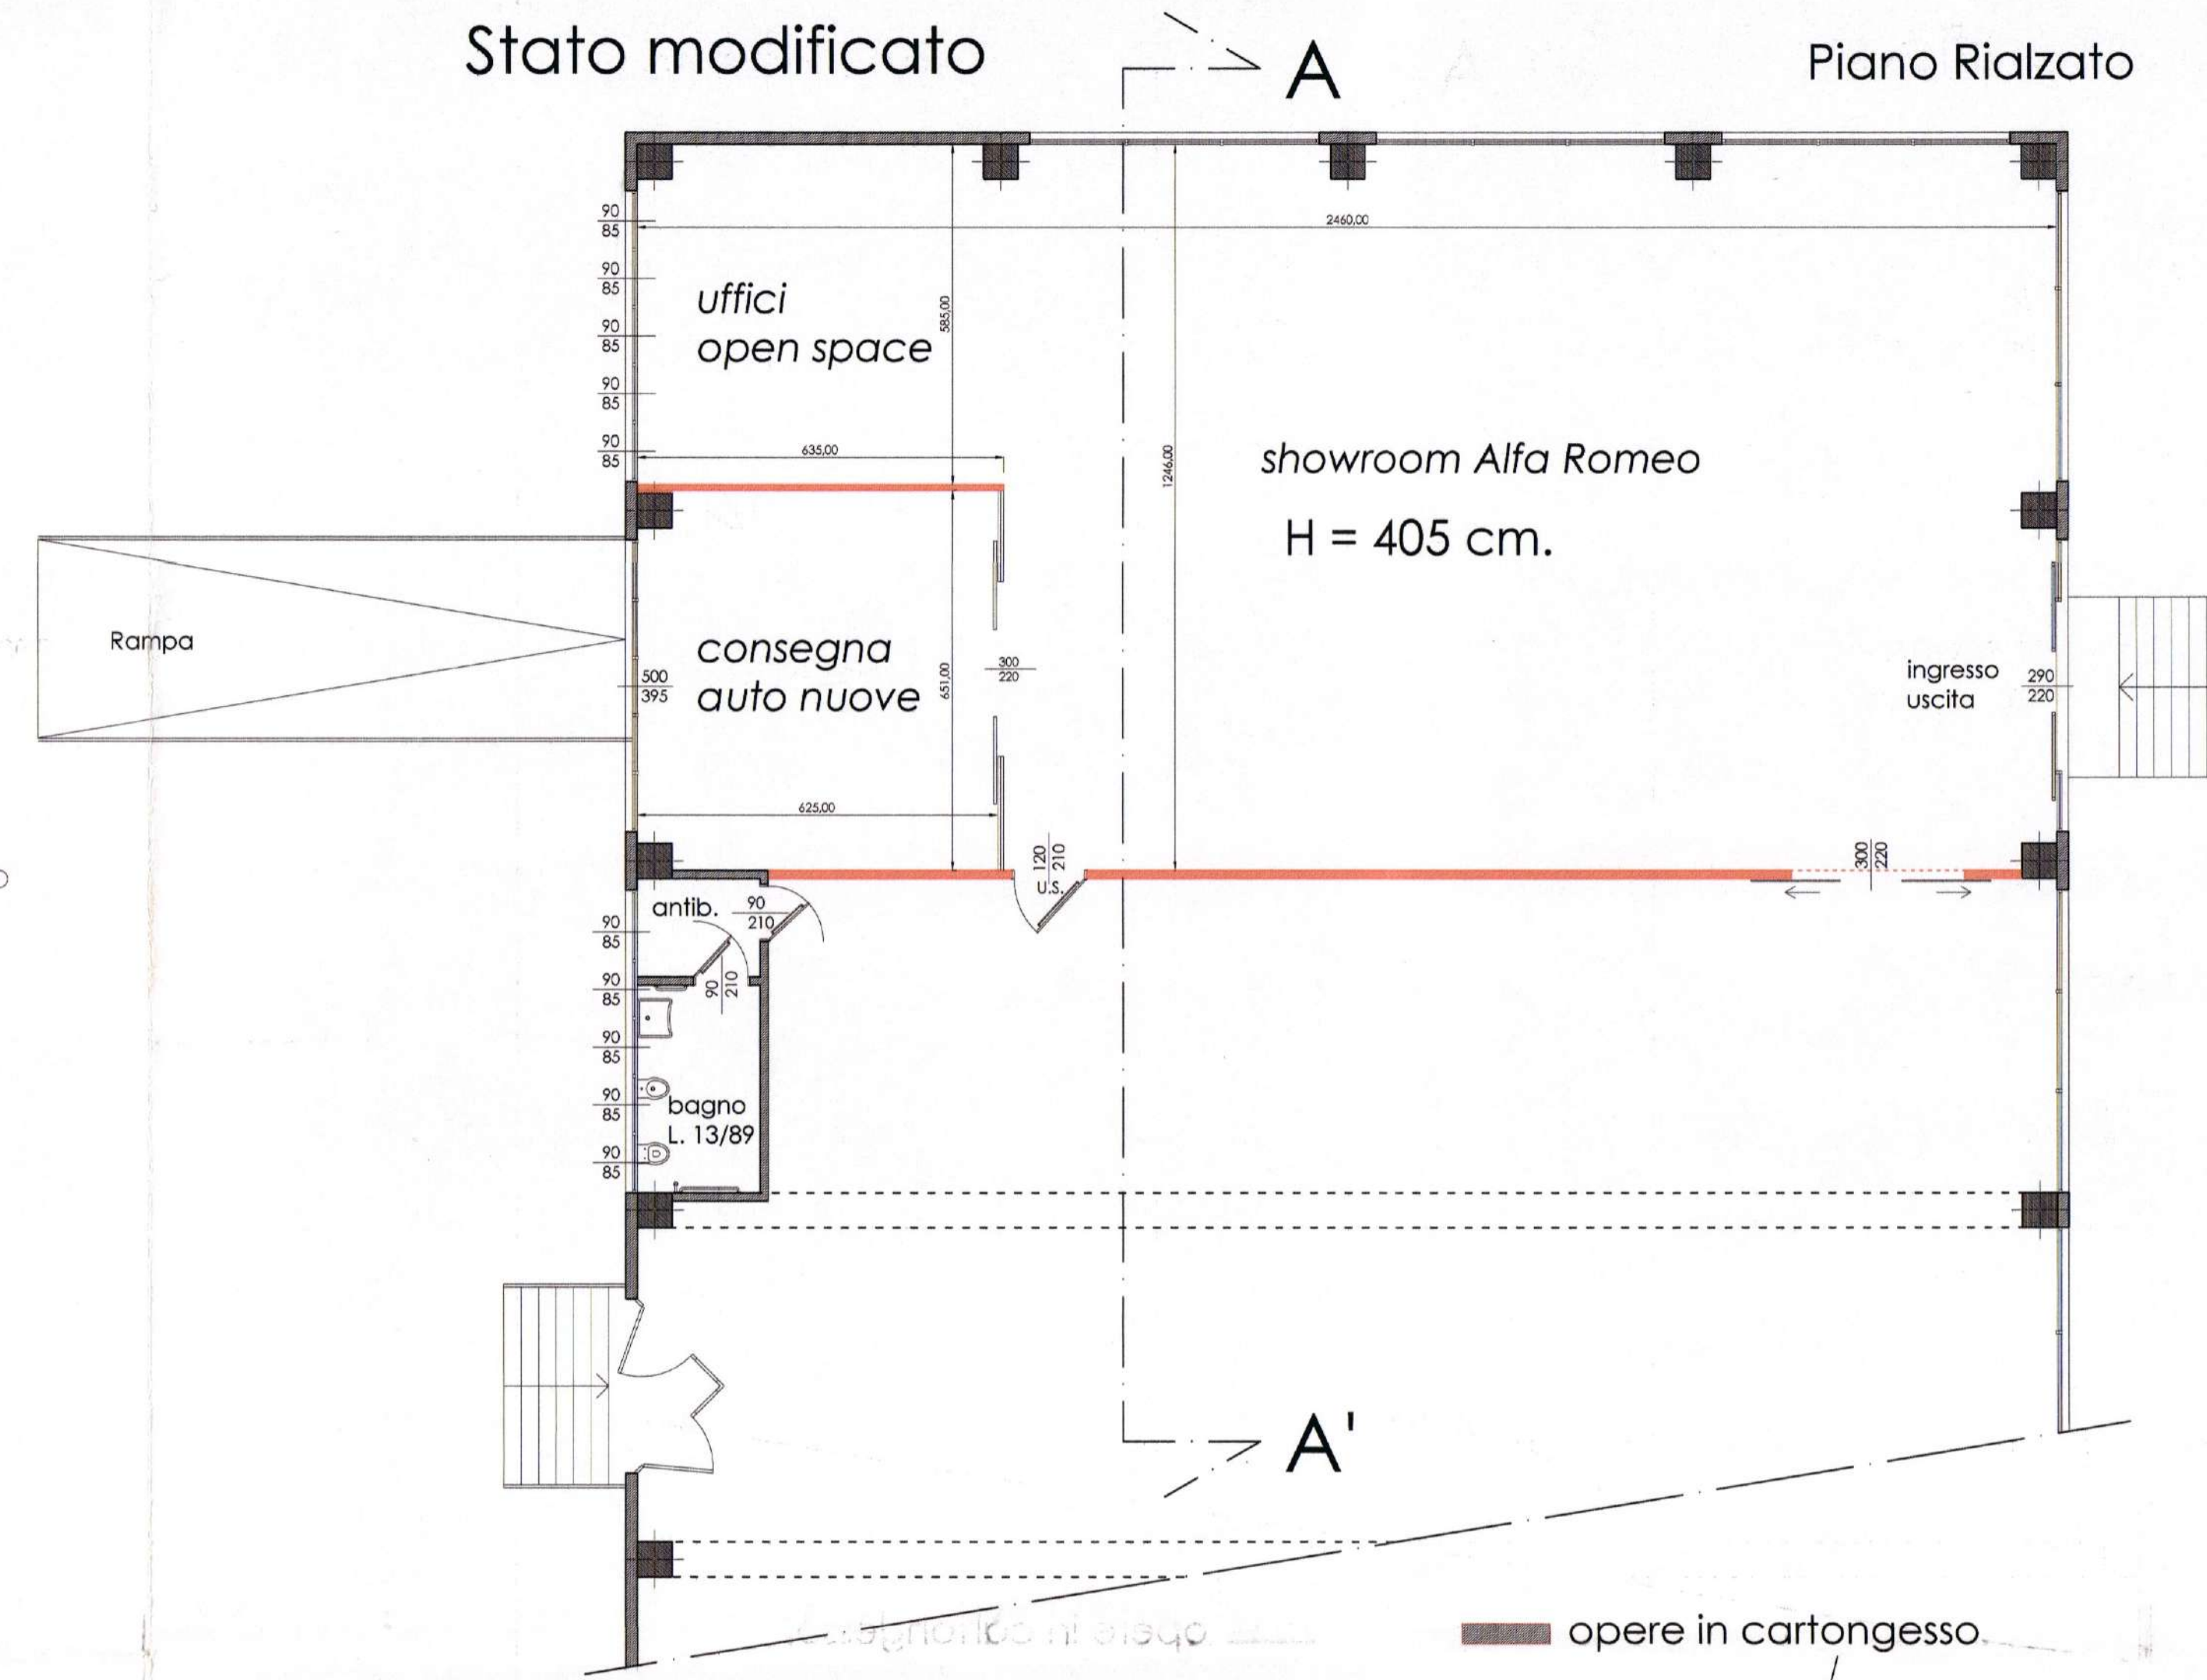 Stato modificato
A
Piano Rialzato
2460,00
90
85
90
85
90
85
90
85
90
85
uffici
open space
585,00
635,00
1246,00
showroom Alfa Romeo
H = 405 cm.
Rampa
consegna
auto nuove
500
395
651,00
300
220
ingresso
uscita
290
220
625,00
120
210
u.s.
300
220
antib.
90
210
90
210
90
85
90
85
90
85
90
85
90
85
bagno
L. 13/89
A'
opere in cartongesso